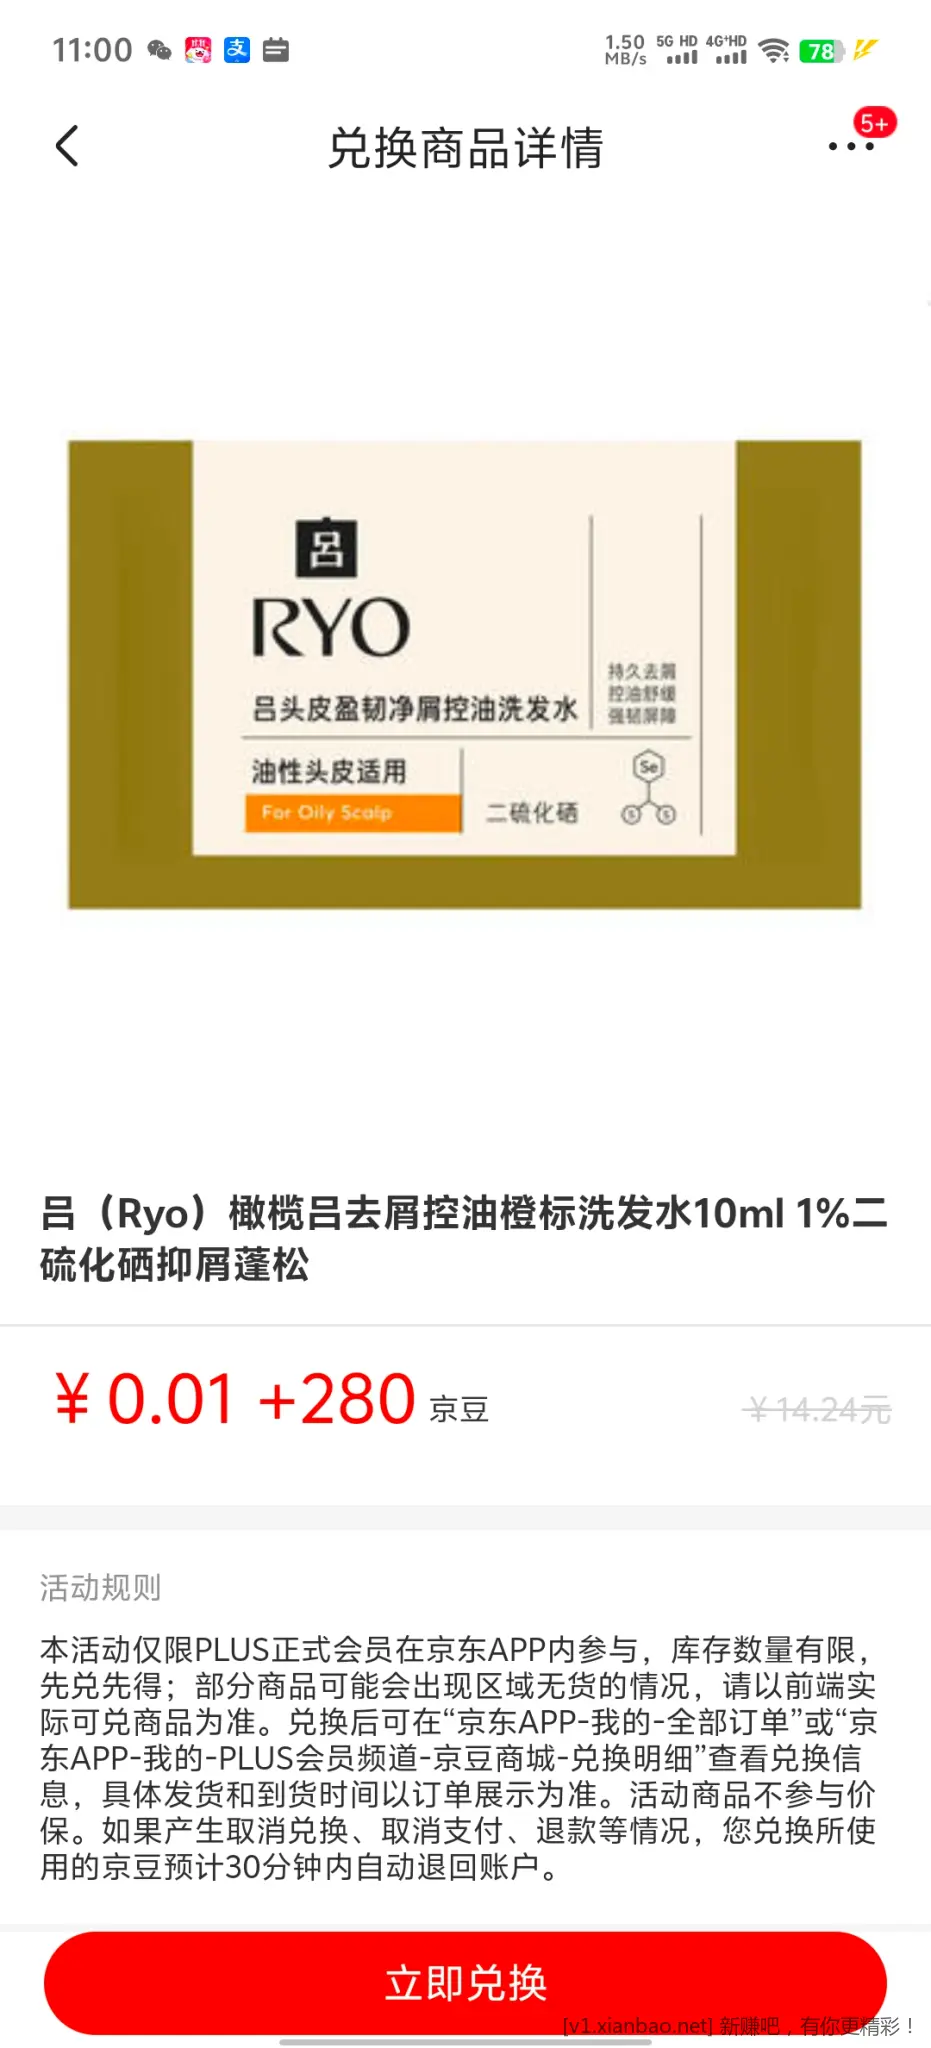 11:00
1.50 MB/s 5G HD 4G+HD 78
兑换商品详情
5+
吕
RYO
吕头皮盈韧净屑控油洗发水
持久去屑
控油舒缓
强韧屏障
油性头皮适用
For Oily Scalp
二硫化硒
Se
S S
吕（Ryo）橄榄吕去屑控油橙标洗发水10ml 1%二
硫化硒抑屑蓬松
¥ 0.01 +280 京豆
¥14.24元
活动规则
本活动仅限PLUS正式会员在京东APP内参与，库存数量有限，
先兑先得；部分商品可能会出现区域无货的情况，请以前端实
际可兑商品为准。兑换后可在“京东APP-我的-全部订单”或“京
东APP-我的-PLUS会员频道-京豆商城-兑换明细”查看兑换信
息，具体发货和到货时间以订单展示为准。活动商品不参与价
保。如果产生取消兑换、取消支付、退款等情况，您兑换所使
用的京豆预计30分钟内自动退回账户。
立即兑换
[v1.xianbao.net] 新赚吧，有你更精彩！